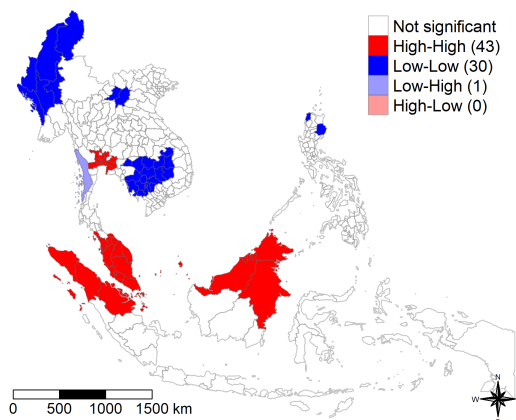 Not significant
High-High (43)
Low-Low (30)
Low-High (1)
High-Low (0)
0 500 1000 1500 km
N
W E
S